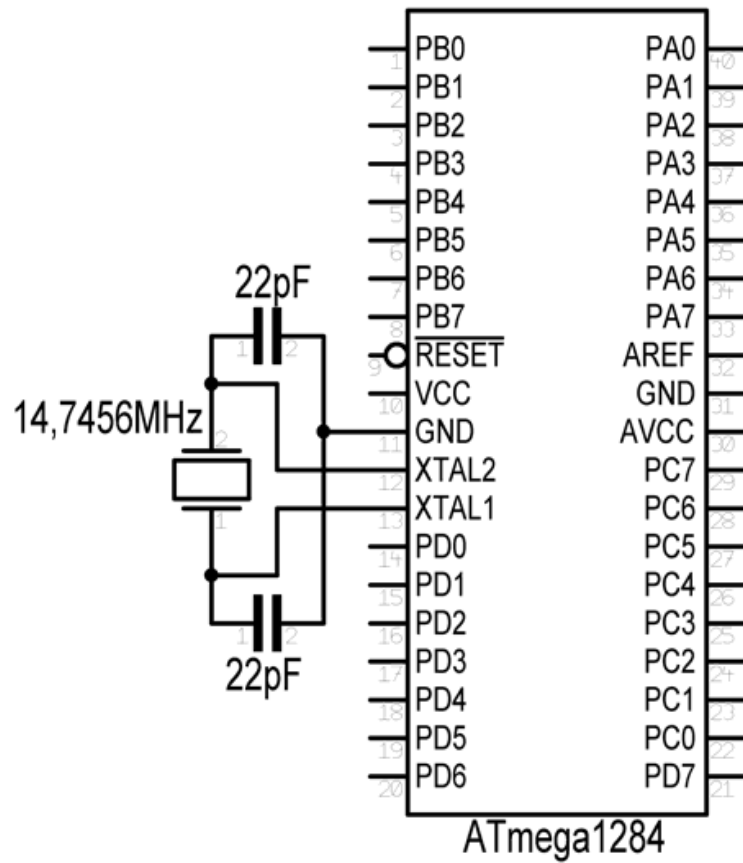 PB0 PA0
1 40
PB1 PA1
2 39
PB2 PA2
3 38
PB3 PA3
4 37
PB4 PA4
5 36
PB5 PA5
6 35
22pF PB6 PA6
7 34
PB7 PA7
8 33
1 2 RESET AREF
9 32
VCC GND
10 31
14,7456MHz GND AVCC
2 11 30
XTAL2 PC7
12 29
XTAL1 PC6
1 13 28
PD0 PC5
14 27
PD1 PC4
15 26
PD2 PC3
1 2 16 25
22pF PD3 PC2
17 24
PD4 PC1
18 23
PD5 PC0
19 22
PD6 PD7
20 21
ATmega1284